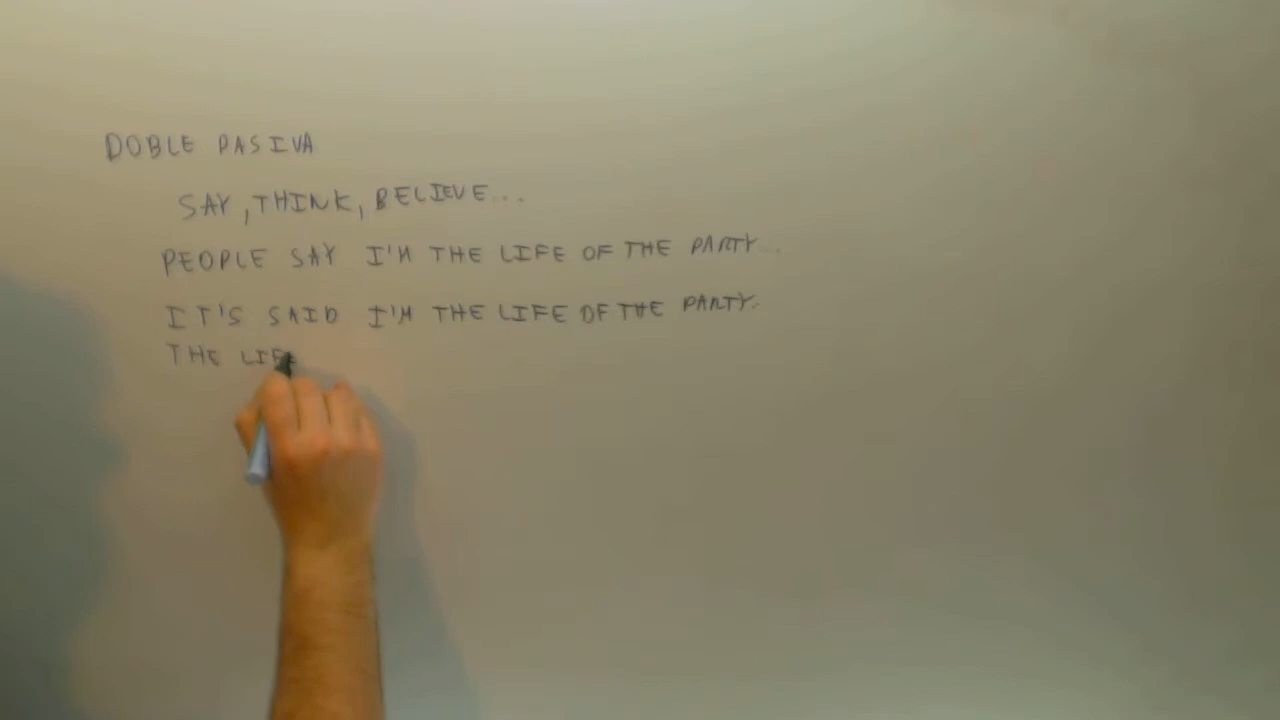 DOBLE PASIVA
SAY, THINK, BELIEVE...
PEOPLE SAY I'M THE LIFE OF THE PARTY...
IT'S SAID I'M THE LIFE OF THE PARTY.
THE LIFE